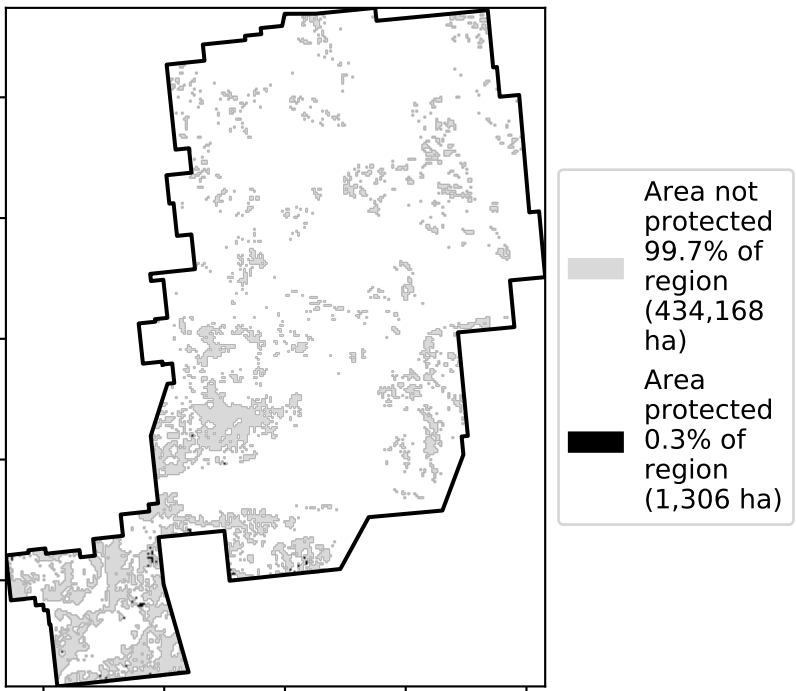 Area not
protected
99.7% of
region
(434,168
ha)
Area
protected
0.3% of
region
(1,306 ha)